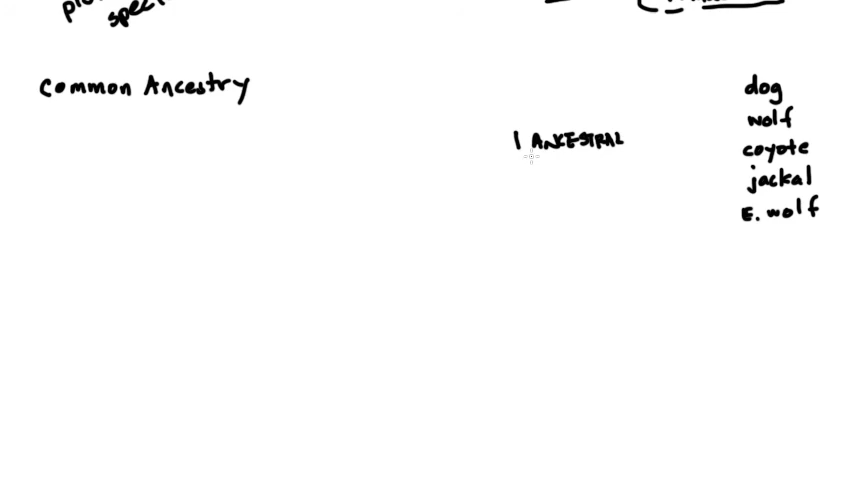 Common Ancestry
1 ANCESTRAL
dog
wolf
coyote
jackal
E. wolf